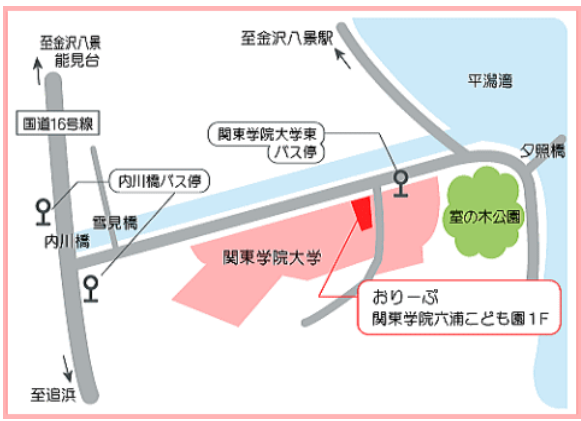 至金沢八景
能見台
至金沢八景駅
平潟湾
国道16号線
関東学院大学東
バス停
夕照橋
内川橋バス停
雪見橋
室の木公園
内川橋
関東学院大学
おりーぶ
関東学院六浦こども園1F
至追浜